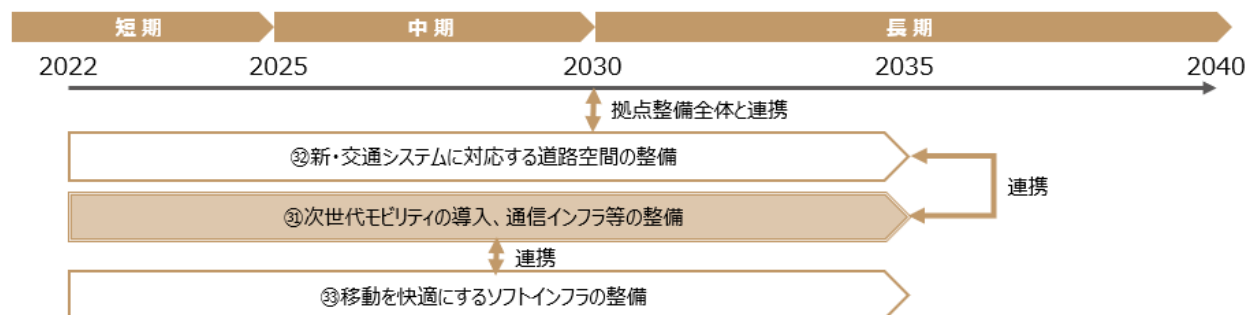 短期 中期 長期
2022 2025 2030 2035 2040
拠点整備全体と連携
㉜新・交通システムに対応する道路空間の整備
連携
㉛次世代モビリティの導入、通信インフラ等の整備
連携
㉝移動を快適にするソフトインフラの整備